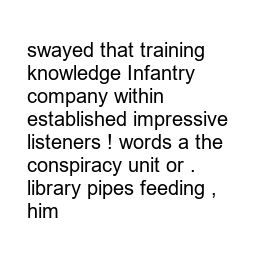 swayed that training
knowledge Infantry
company within
established impressive
listeners ! words a the
conspiracy unit or .
library pipes feeding ,
him